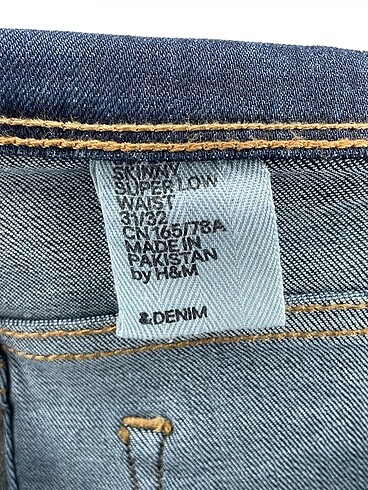 SKINNY
SUPER LOW
WAIST
31/32
CN 165/78A
MADE IN
PAKISTAN
by H&M
&DENIM